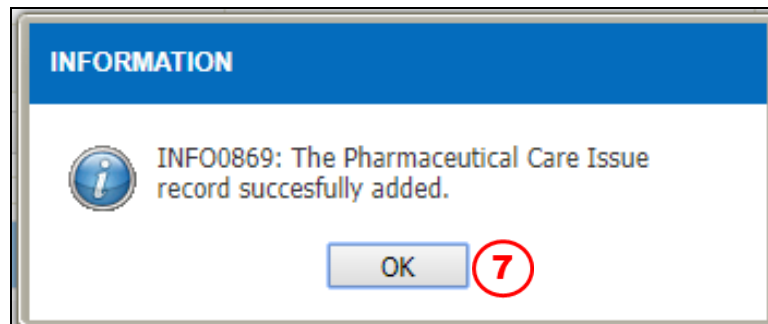 INFORMATION
INFO0869: The Pharmaceutical Care Issue
record succesfully added.
OK 7